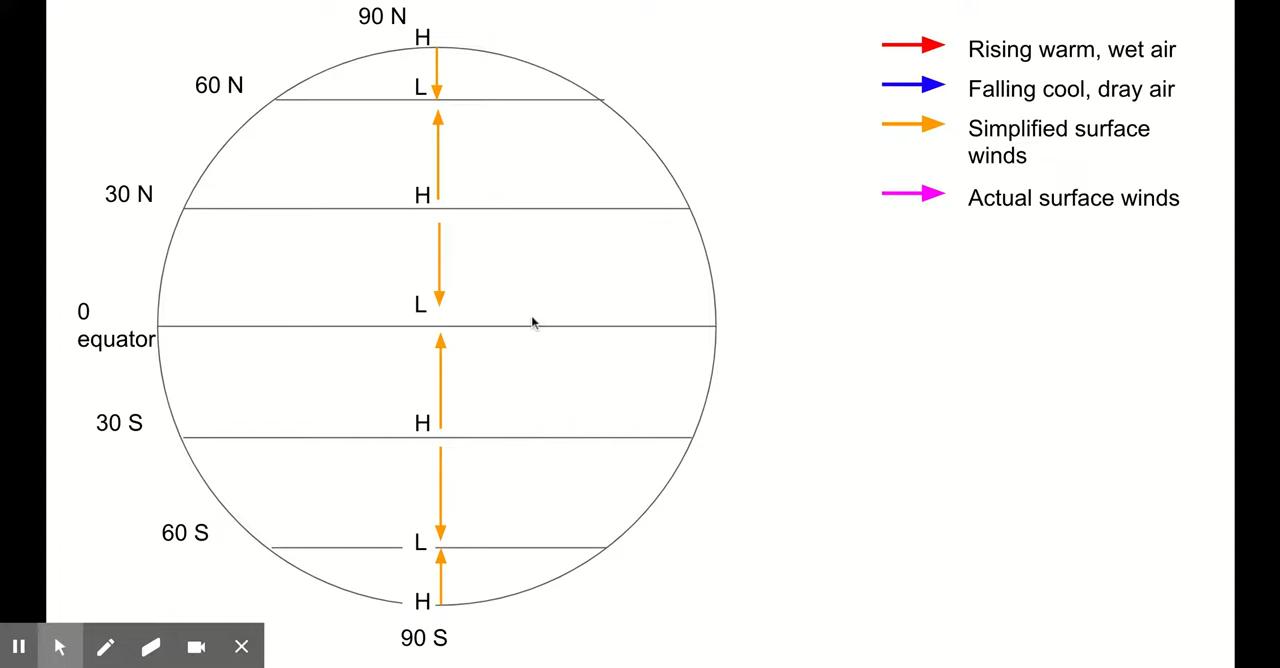 90 N
H
60 N
L
30 N
H
0
equator
L
30 S
H
60 S
L
H
90 S
Rising warm, wet air
Falling cool, dray air
Simplified surface
winds
Actual surface winds